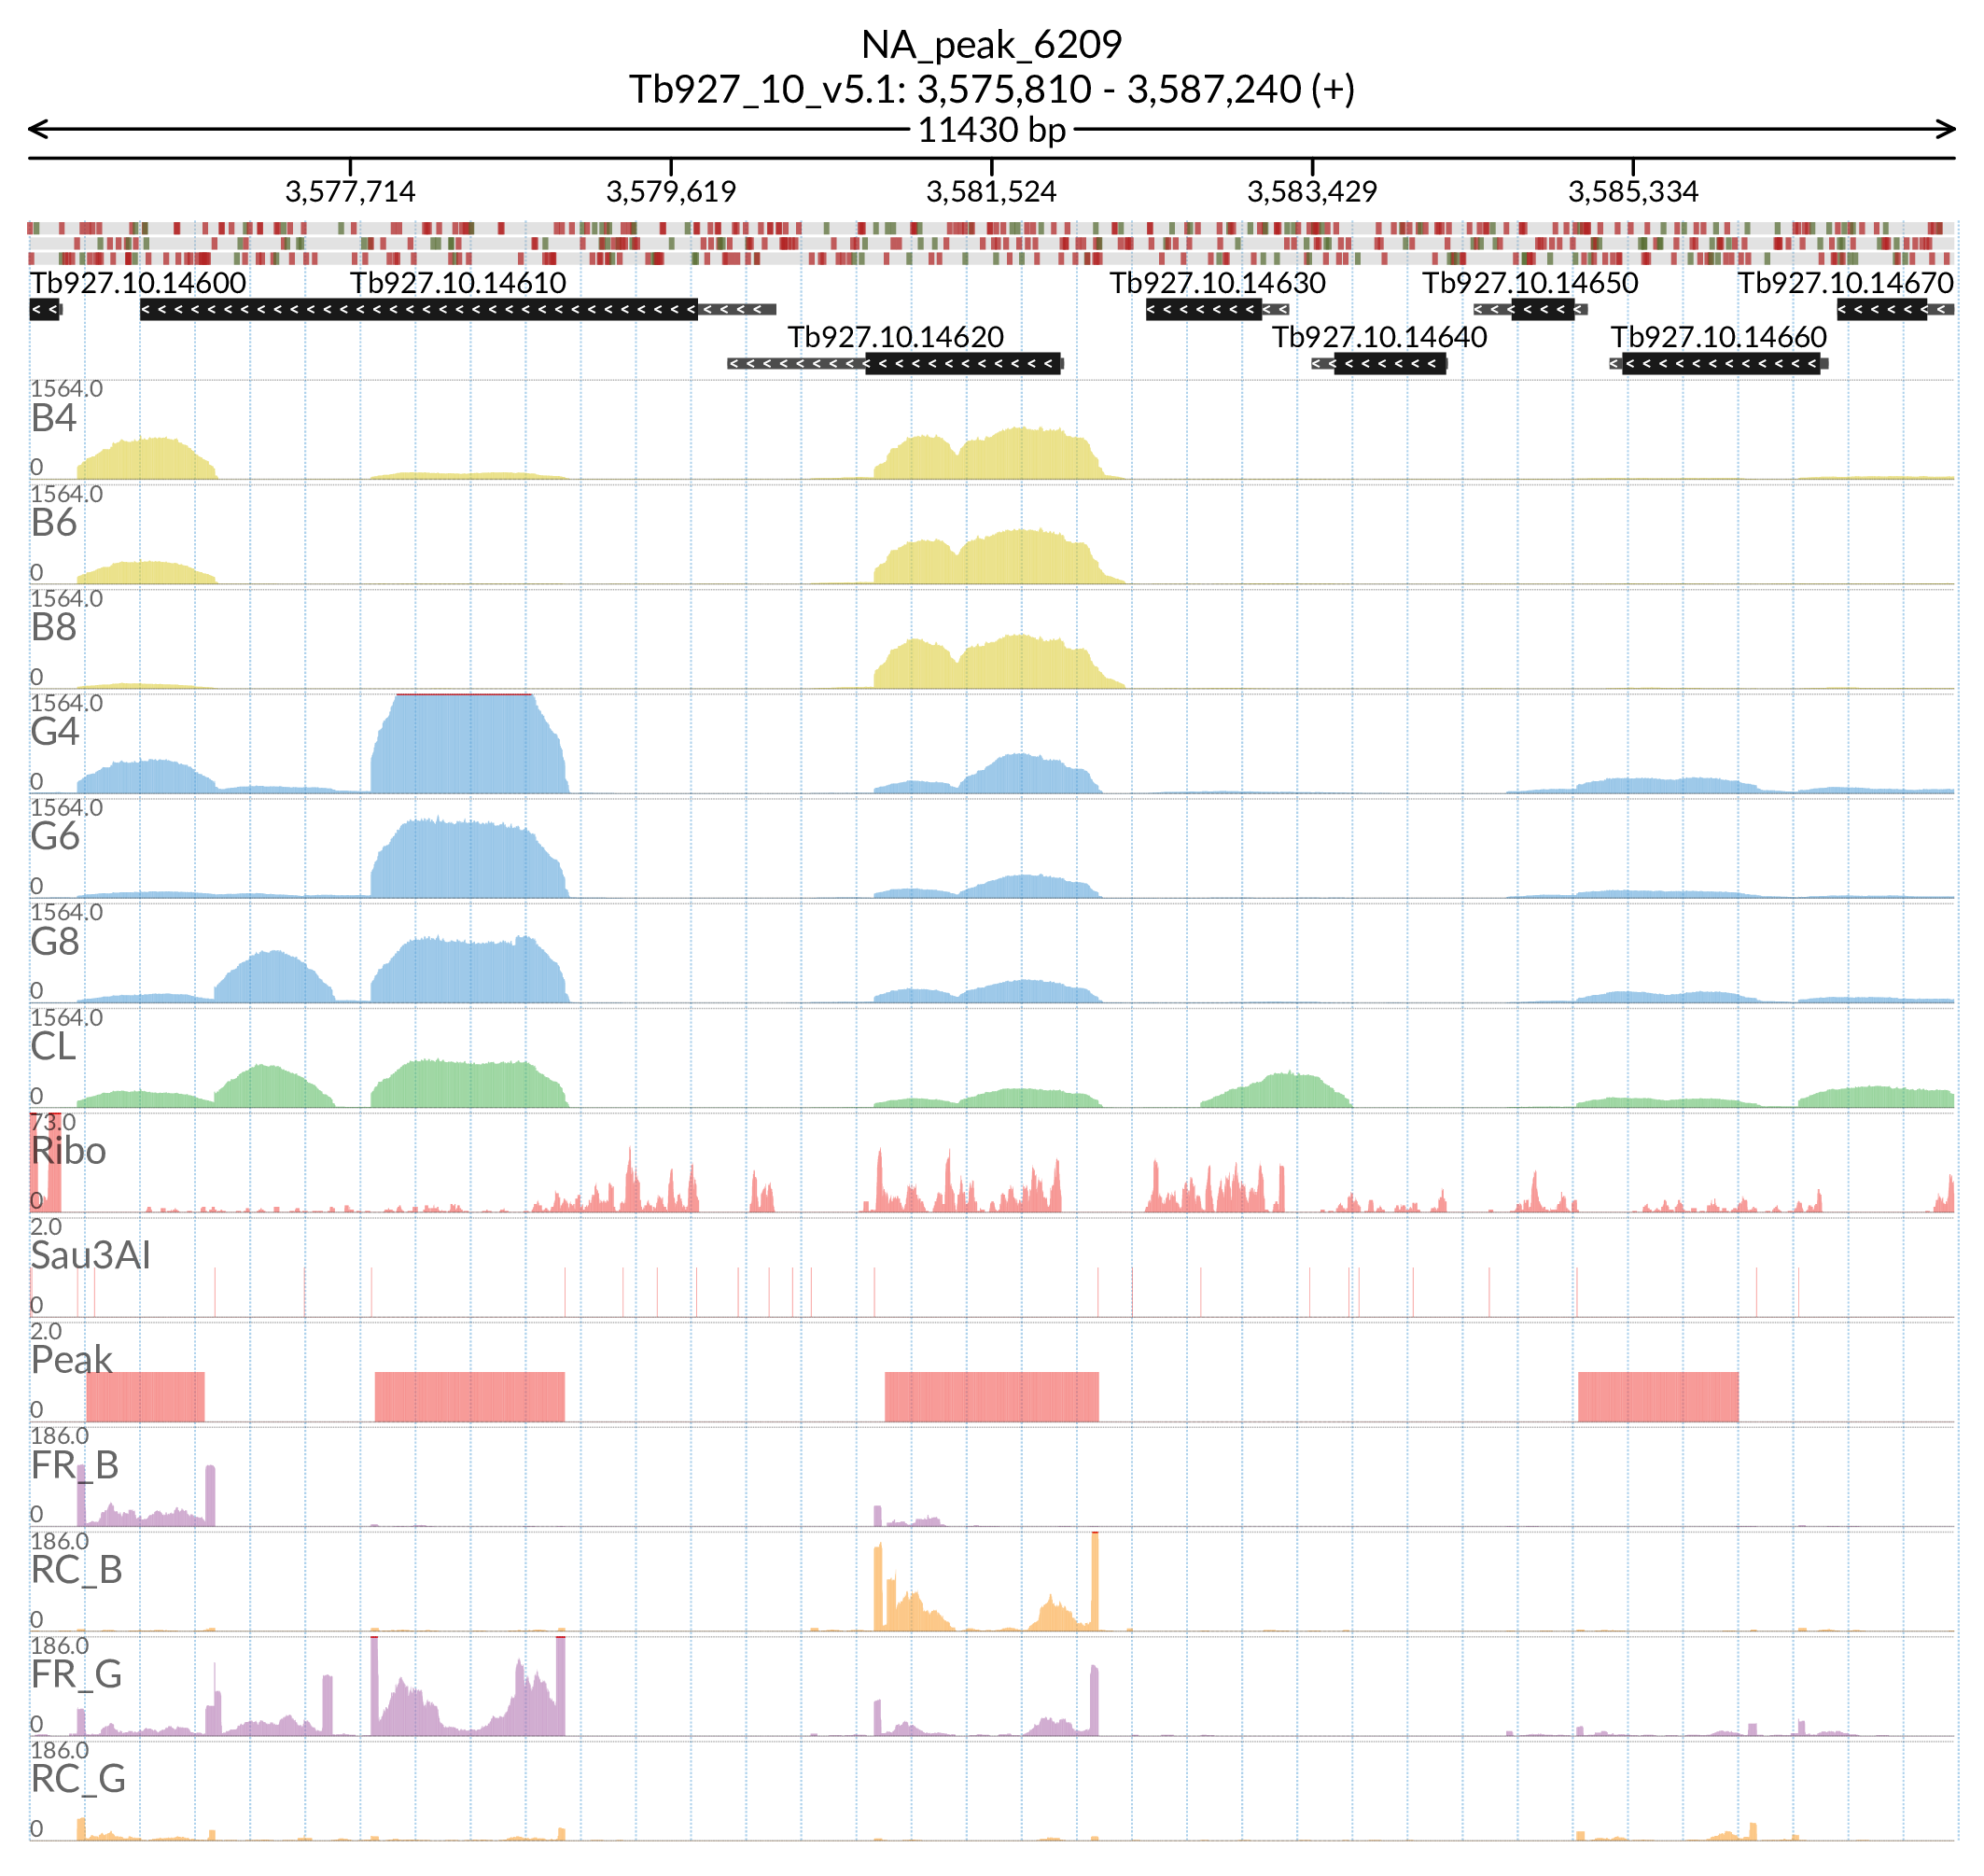 NA_peak_6209
Tb927_10_v5.1: 3,575,810 - 3,587,240 (+)
11430 bp
3,577,714 3,579,619 3,581,524 3,583,429 3,585,334
Tb927.10.14600 Tb927.10.14610 Tb927.10.14630 Tb927.10.14650 Tb927.10.14670
Tb927.10.14620 Tb927.10.14640 Tb927.10.14660
1564.0
B4
0
1564.0
B6
0
1564.0
B8
0
1564.0
G4
0
1564.0
G6
0
1564.0
G8
0
1564.0
CL
0
73.0
Ribo
0
2.0
Sau3AI
0
2.0
Peak
0
186.0
FR_B
0
186.0
RC_B
0
186.0
FR_G
0
186.0
RC_G
0